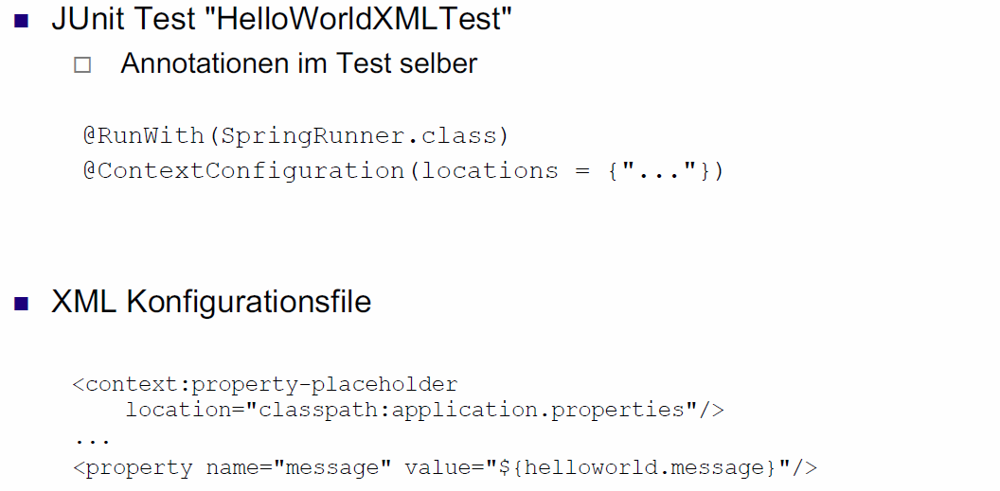 JUnit Test "HelloWorldXMLTest"
Annotationen im Test selber
@RunWith(SpringRunner.class)
@ContextConfiguration(locations = {"..."})
XML Konfigurationsfile
<context:property-placeholder
location="classpath:application.properties"/>
...
<property name="message" value="${helloworld.message}"/>